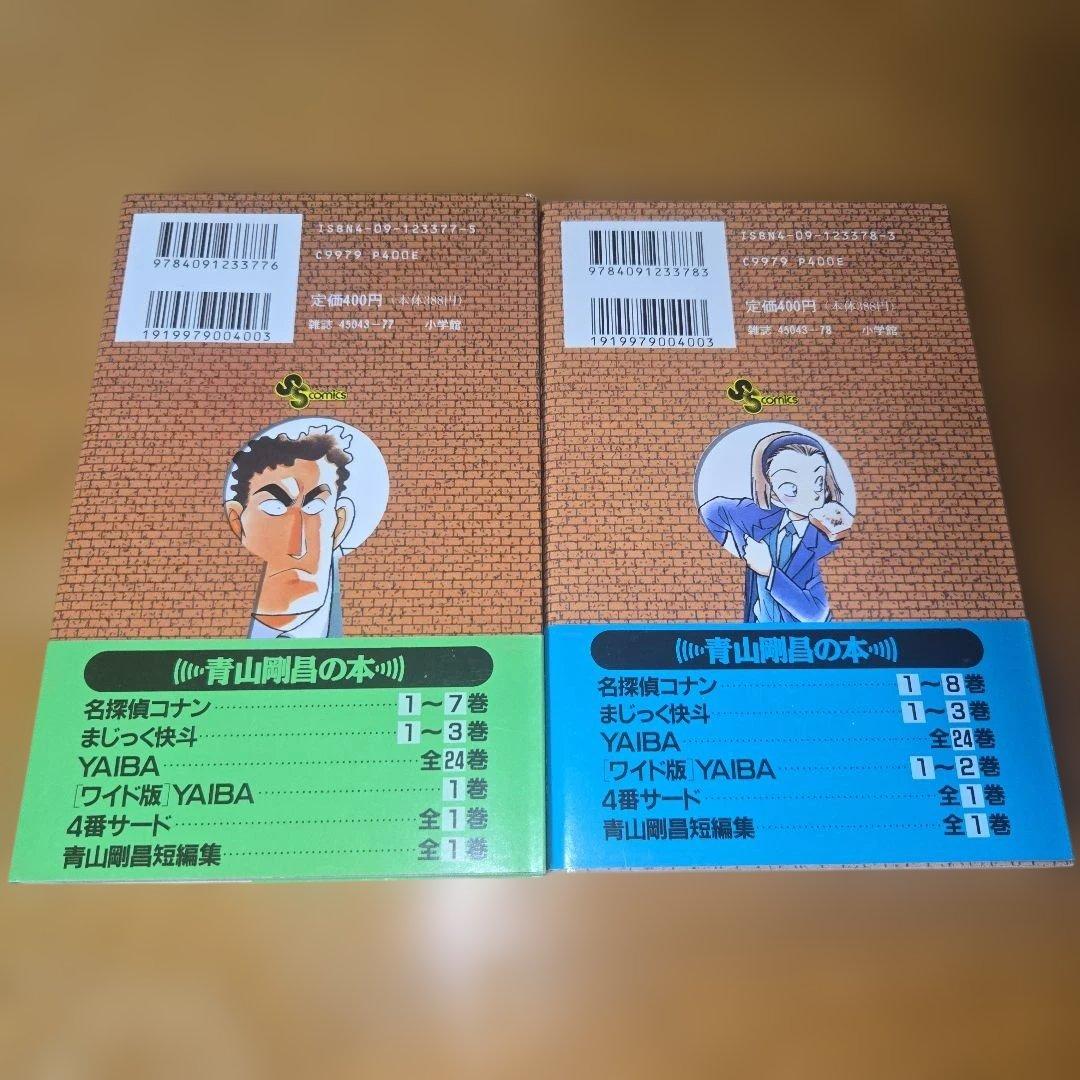 9784091233776
1919979004003
ISBN4-09-123377-5
C9979 P400E
定価400円（本体388円）
雑誌 45043-77 小学館
SS comics
青山剛昌の本
名探偵コナン 1〜7巻
まじっく快斗 1〜3巻
YAIBA 全24巻
[ワイド版]YAIBA 1巻
4番サード 全1巻
青山剛昌短編集 全1巻
9784091233783
1919979004003
ISBN4-09-123378-3
C9979 P400E
定価400円（本体388円）
雑誌 45043-78 小学館
SS comics
青山剛昌の本
名探偵コナン 1〜8巻
まじっく快斗 1〜3巻
YAIBA 全24巻
[ワイド版]YAIBA 1〜2巻
4番サード 全1巻
青山剛昌短編集 全1巻